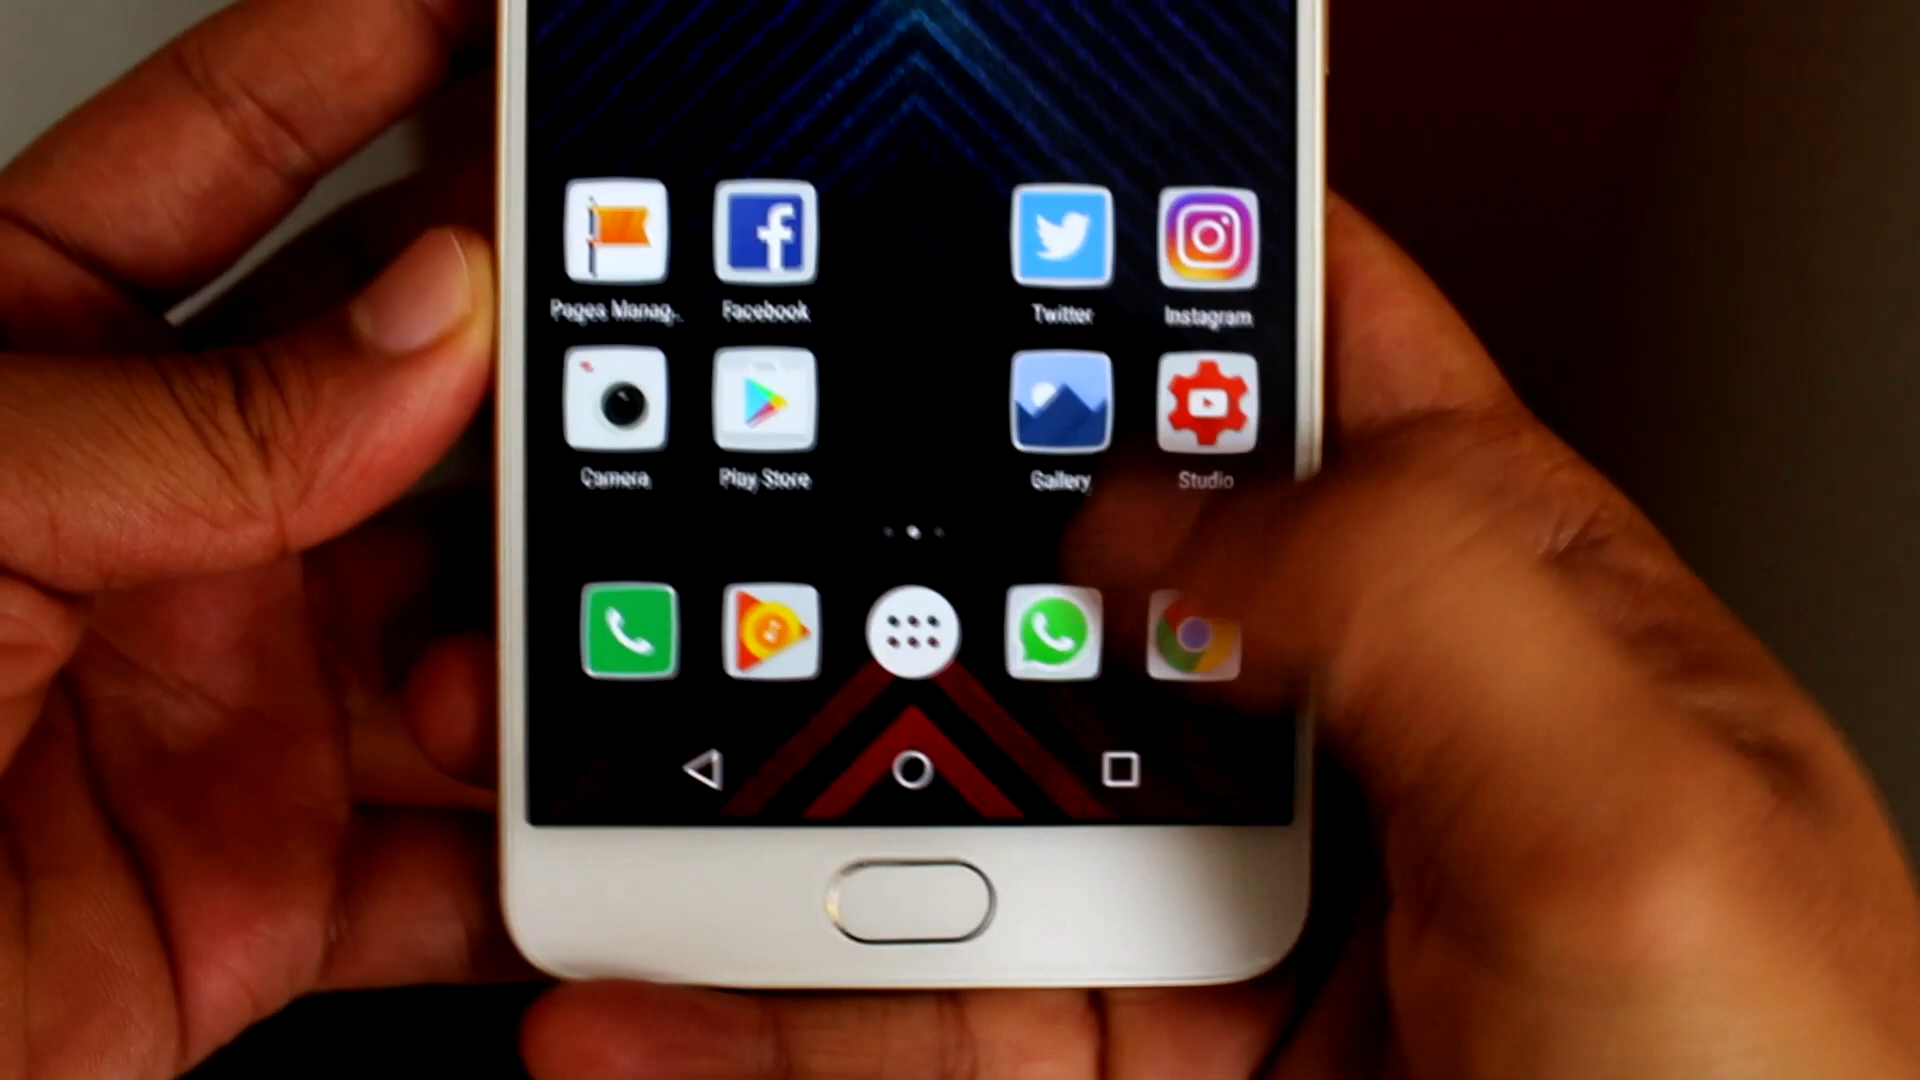 Pages Manag..
Facebook
Twitter
Instagram
Camera
Play Store
Gallery
Studio